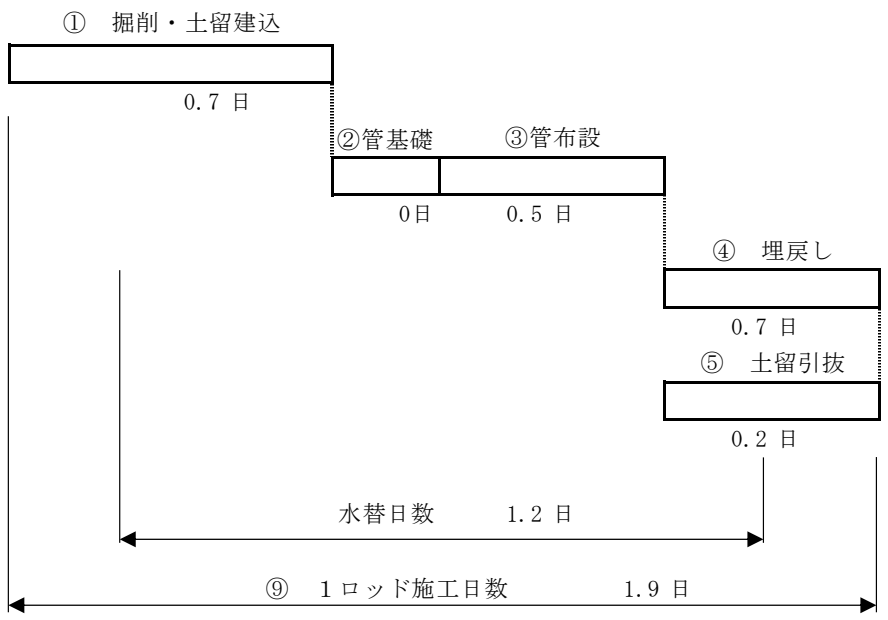 ① 掘削・土留建込
0.7 日
②管基礎 ③管布設
0日 0.5 日
④ 埋戻し
0.7 日
⑤ 土留引抜
0.2 日
水替日数 1.2 日
⑨ 1ロッド施工日数 1.9 日